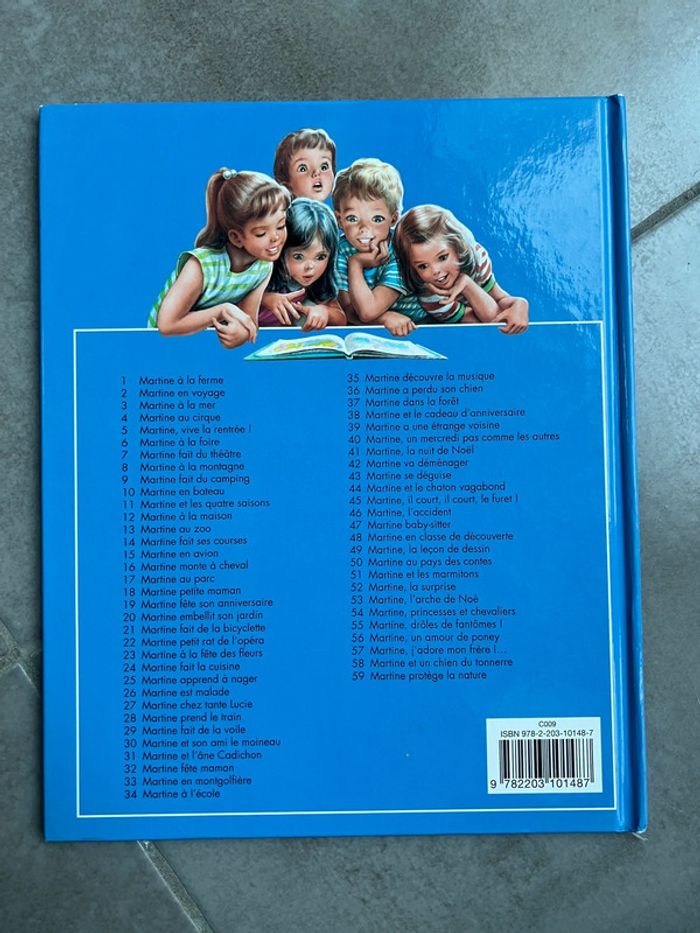 1 Martine à la ferme
2 Martine en voyage
3 Martine à la mer
4 Martine au cirque
5 Martine, vive la rentrée !
6 Martine à la foire
7 Martine fait du théâtre
8 Martine à la montagne
9 Martine fait du camping
10 Martine en bateau
11 Martine et les quatre saisons
12 Martine à la maison
13 Martine au zoo
14 Martine fait ses courses
15 Martine en avion
16 Martine monte à cheval
17 Martine au parc
18 Martine petite maman
19 Martine fête son anniversaire
20 Martine embellit son jardin
21 Martine fait de la bicyclette
22 Martine petit rat de l'opéra
23 Martine à la fête des fleurs
24 Martine fait la cuisine
25 Martine apprend à nager
26 Martine est malade
27 Martine chez tante Lucie
28 Martine prend le train
29 Martine fait de la voile
30 Martine et son ami le moineau
31 Martine et l'âne Cadichon
32 Martine fête maman
33 Martine en montgolfière
34 Martine à l'école
35 Martine découvre la musique
36 Martine a perdu son chien
37 Martine dans la forêt
38 Martine et le cadeau d'anniversaire
39 Martine a une étrange voisine
40 Martine, un mercredi pas comme les autres
41 Martine, la nuit de Noël
42 Martine va déménager
43 Martine se déguise
44 Martine et le chaton vagabond
45 Martine, il court, il court, le furet !
46 Martine, l'accident
47 Martine baby-sitter
48 Martine en classe de découverte
49 Martine, la leçon de dessin
50 Martine au pays des contes
51 Martine et les marmitons
52 Martine, la surprise
53 Martine, l'arche de Noé
54 Martine, princesses et chevaliers
55 Martine, drôles de fantômes !
56 Martine, un amour de poney
57 Martine, j'adore mon frère !...
58 Martine et un chien du tonnerre
59 Martine protège la nature
C009
ISBN 978-2-203-10148-7
9 782203 101487